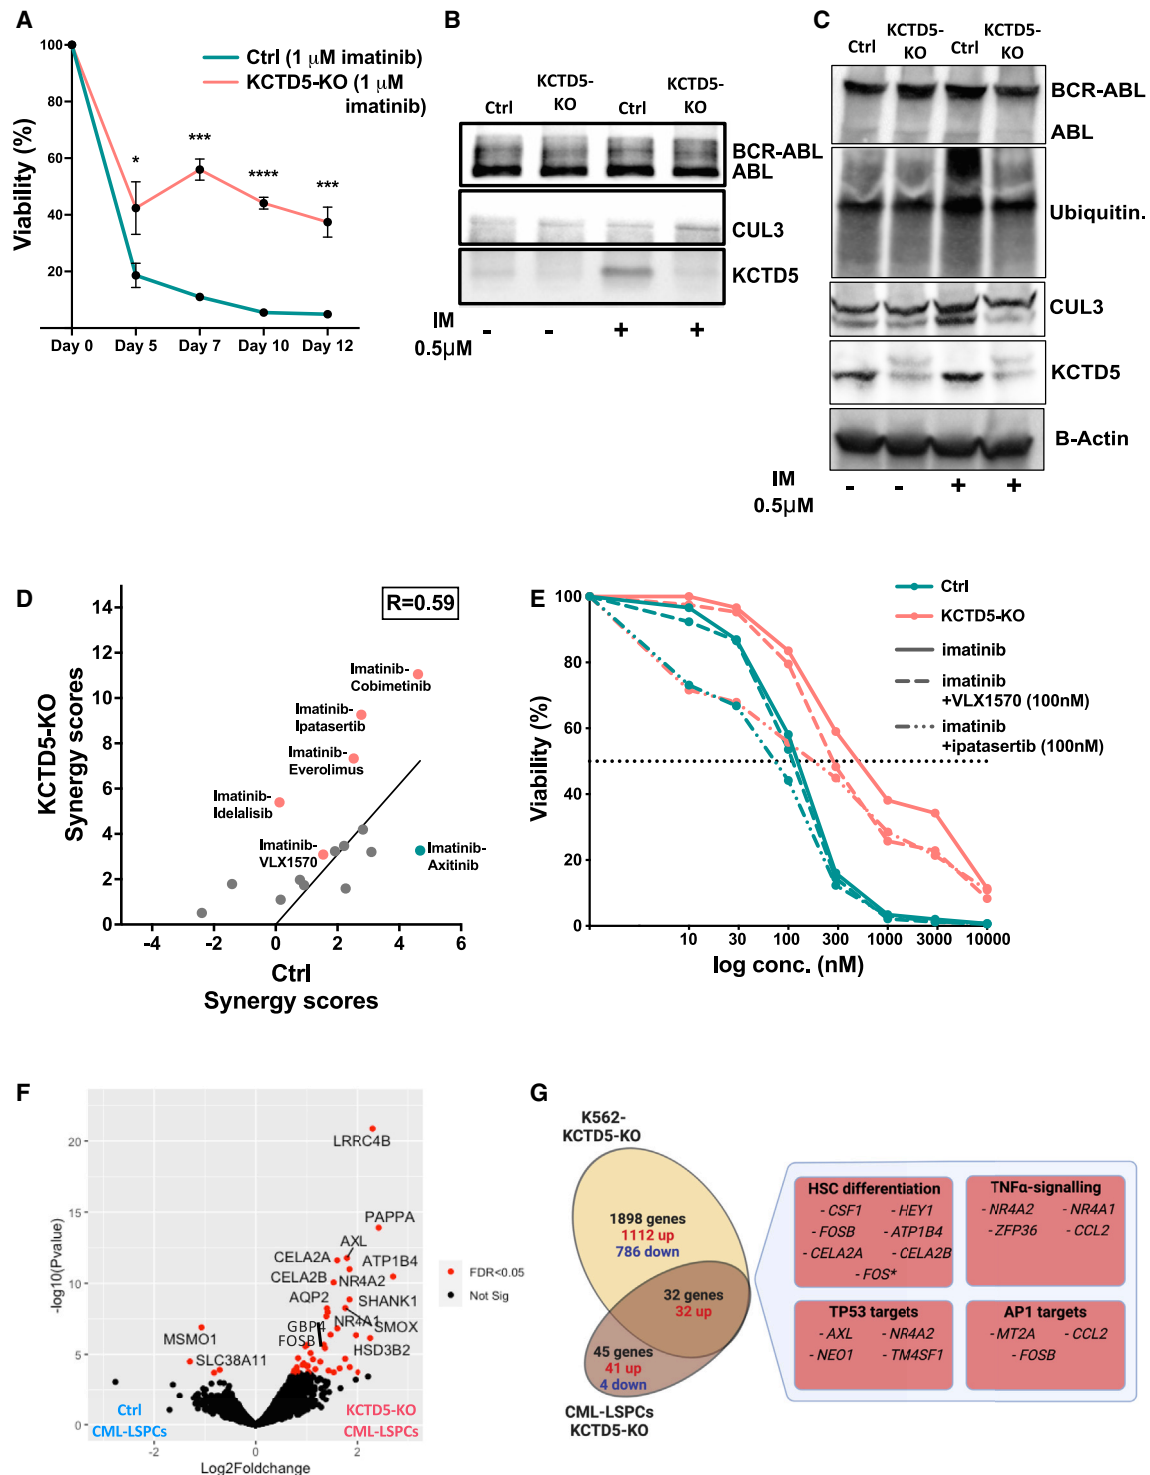 A
Ctrl (1 μM imatinib)
KCTD5-KO (1 μM
imatinib)
Viability (%)
100
80
60
40
20
*
***
****
***
Day 0 Day 5 Day 7 Day 10 Day 12
B
Ctrl KCTD5-KO Ctrl KCTD5-KO
BCR-ABL
ABL
CUL3
KCTD5
IM
0.5μM
- - + +
C
Ctrl KCTD5-KO Ctrl KCTD5-KO
BCR-ABL
ABL
Ubiquitin.
CUL3
KCTD5
B-Actin
IM
0.5μM
- - + +
D
R=0.59
KCTD5-KO
Synergy scores
14
12
10
8
6
4
2
0
Imatinib-
Cobimetinib
Imatinib-
Ipatasertib
Imatinib-
Everolimus
Imatinib-
Idelalisib
Imatinib-
VLX1570
Imatinib-
Axitinib
-4 -2 0 2 4 6
Ctrl
Synergy scores
E
Ctrl
KCTD5-KO
imatinib
imatinib
+VLX1570 (100nM)
imatinib
+ipatasertib (100nM)
Viability (%)
100
80
60
40
20
0
10 30 100 300 1000 3000 10000
log conc. (nM)
F
-log10(Pvalue)
20
15
10
5
0
LRRC4B
PAPPA
AXL
CELA2A
ATP1B4
CELA2B
NR4A2
AQP2
SHANK1
NR4A1
GBP4
SMOX
FOSB
HSD3B2
MSMO1
SLC38A11
FDR<0.05
Not Sig
Ctrl
CML-LSPCs
KCTD5-KO
CML-LSPCs
-2 0 2
Log2Foldchange
G
K562-
KCTD5-KO
1898 genes
1112 up
786 down
32 genes
32 up
45 genes
41 up
4 down
CML-LSPCs
KCTD5-KO
HSC differentiation
- CSF1 - HEY1
- FOSB - ATP1B4
- CELA2A - CELA2B
- FOS*
TNFα-signalling
- NR4A2 - NR4A1
- ZFP36 - CCL2
TP53 targets
- AXL - NR4A2
- NEO1 - TM4SF1
AP1 targets
- MT2A - CCL2
- FOSB